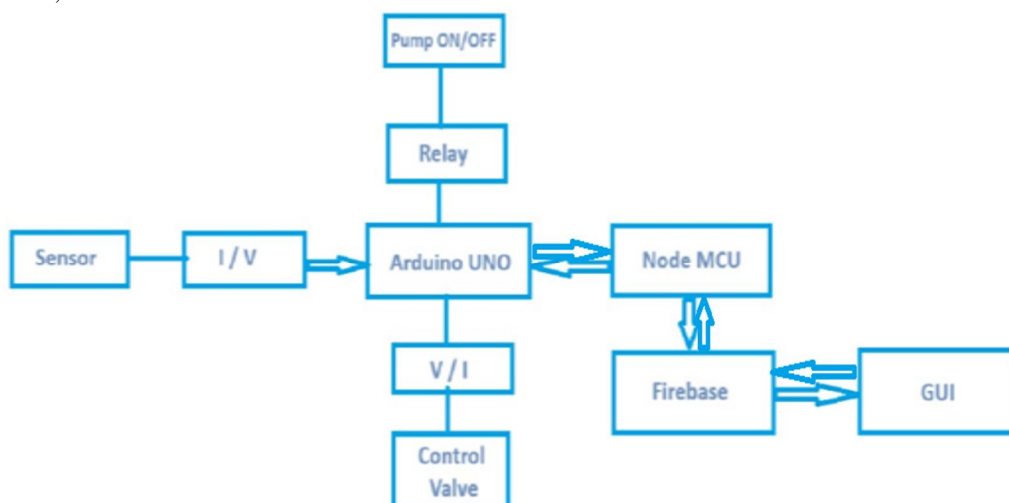 Pump ON/OFF
Relay
Sensor
I / V
Arduino UNO
Node MCU
V / I
Firebase
GUI
Control
Valve